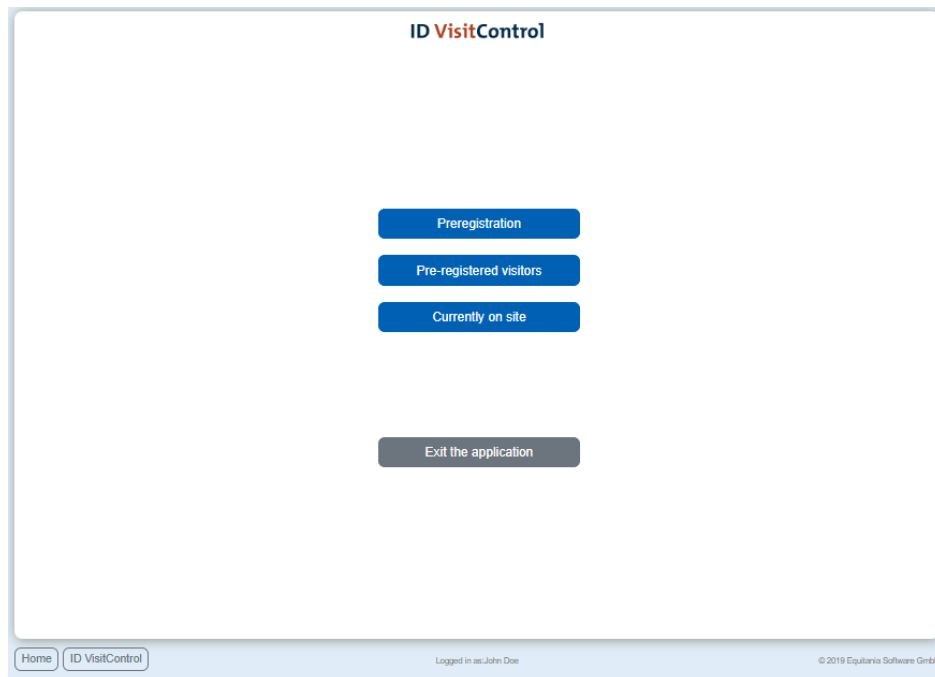 ID VisitControl
Preregistration
Pre-registered visitors
Currently on site
Exit the application
Home ID VisitControl Logged in as:John Doe © 2019 Equitania Software GmbH